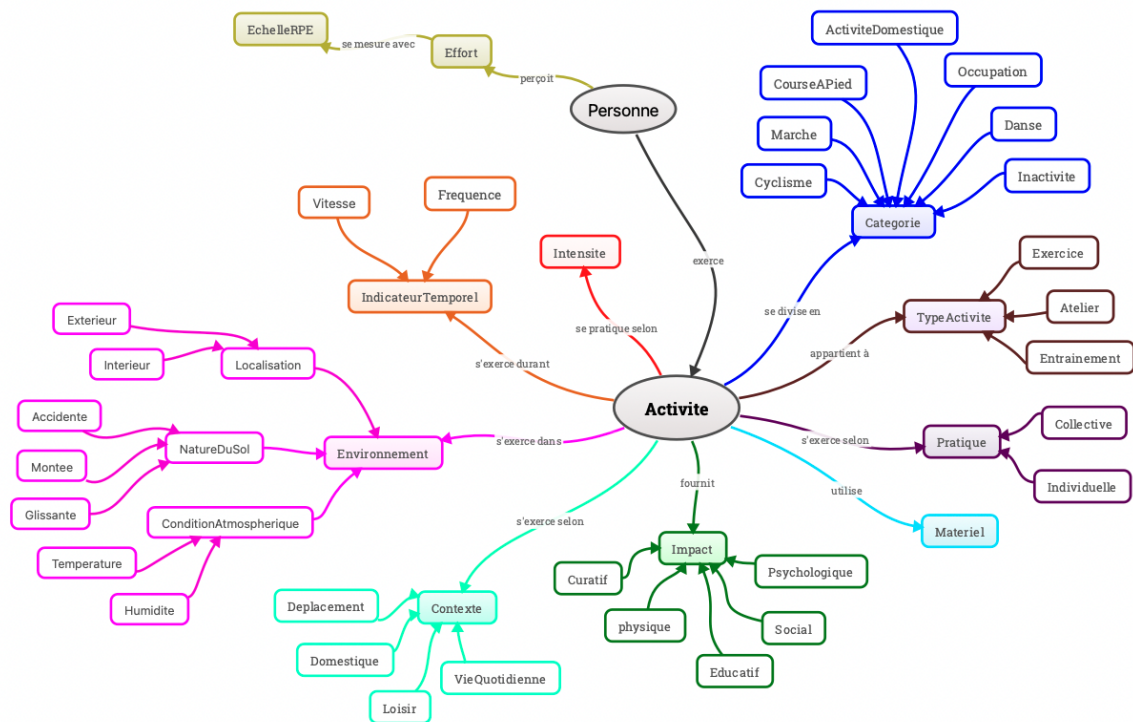 ActiviteDomestique
EchelleRPE
se mesure avec
Effort
Occupation
perçoit
CourseAPied
Personne
Danse
Marche
Inactivite
Cyclisme
Frequence
Vitesse
Categorie
Intensite
exerce
Exercice
IndicateurTemporel
Atelier
se divise en
TypeActivite
Exterieur
se pratique selon
Interieur
Localisation
s'exerce durant
appartient à
Entrainement
Activite
Accidente
Collective
s'exerce selon
s'exerce dans
Pratique
NatureDuSol
Environnement
Montee
fournit
Individuelle
utilise
Glissante
ConditionAtmospherique
s'exerce selon
Materiel
Impact
Temperature
Psychologique
Curatif
Humidite
Deplacement
Contexte
physique
Social
Domestique
Educatif
VieQuotidienne
Loisir